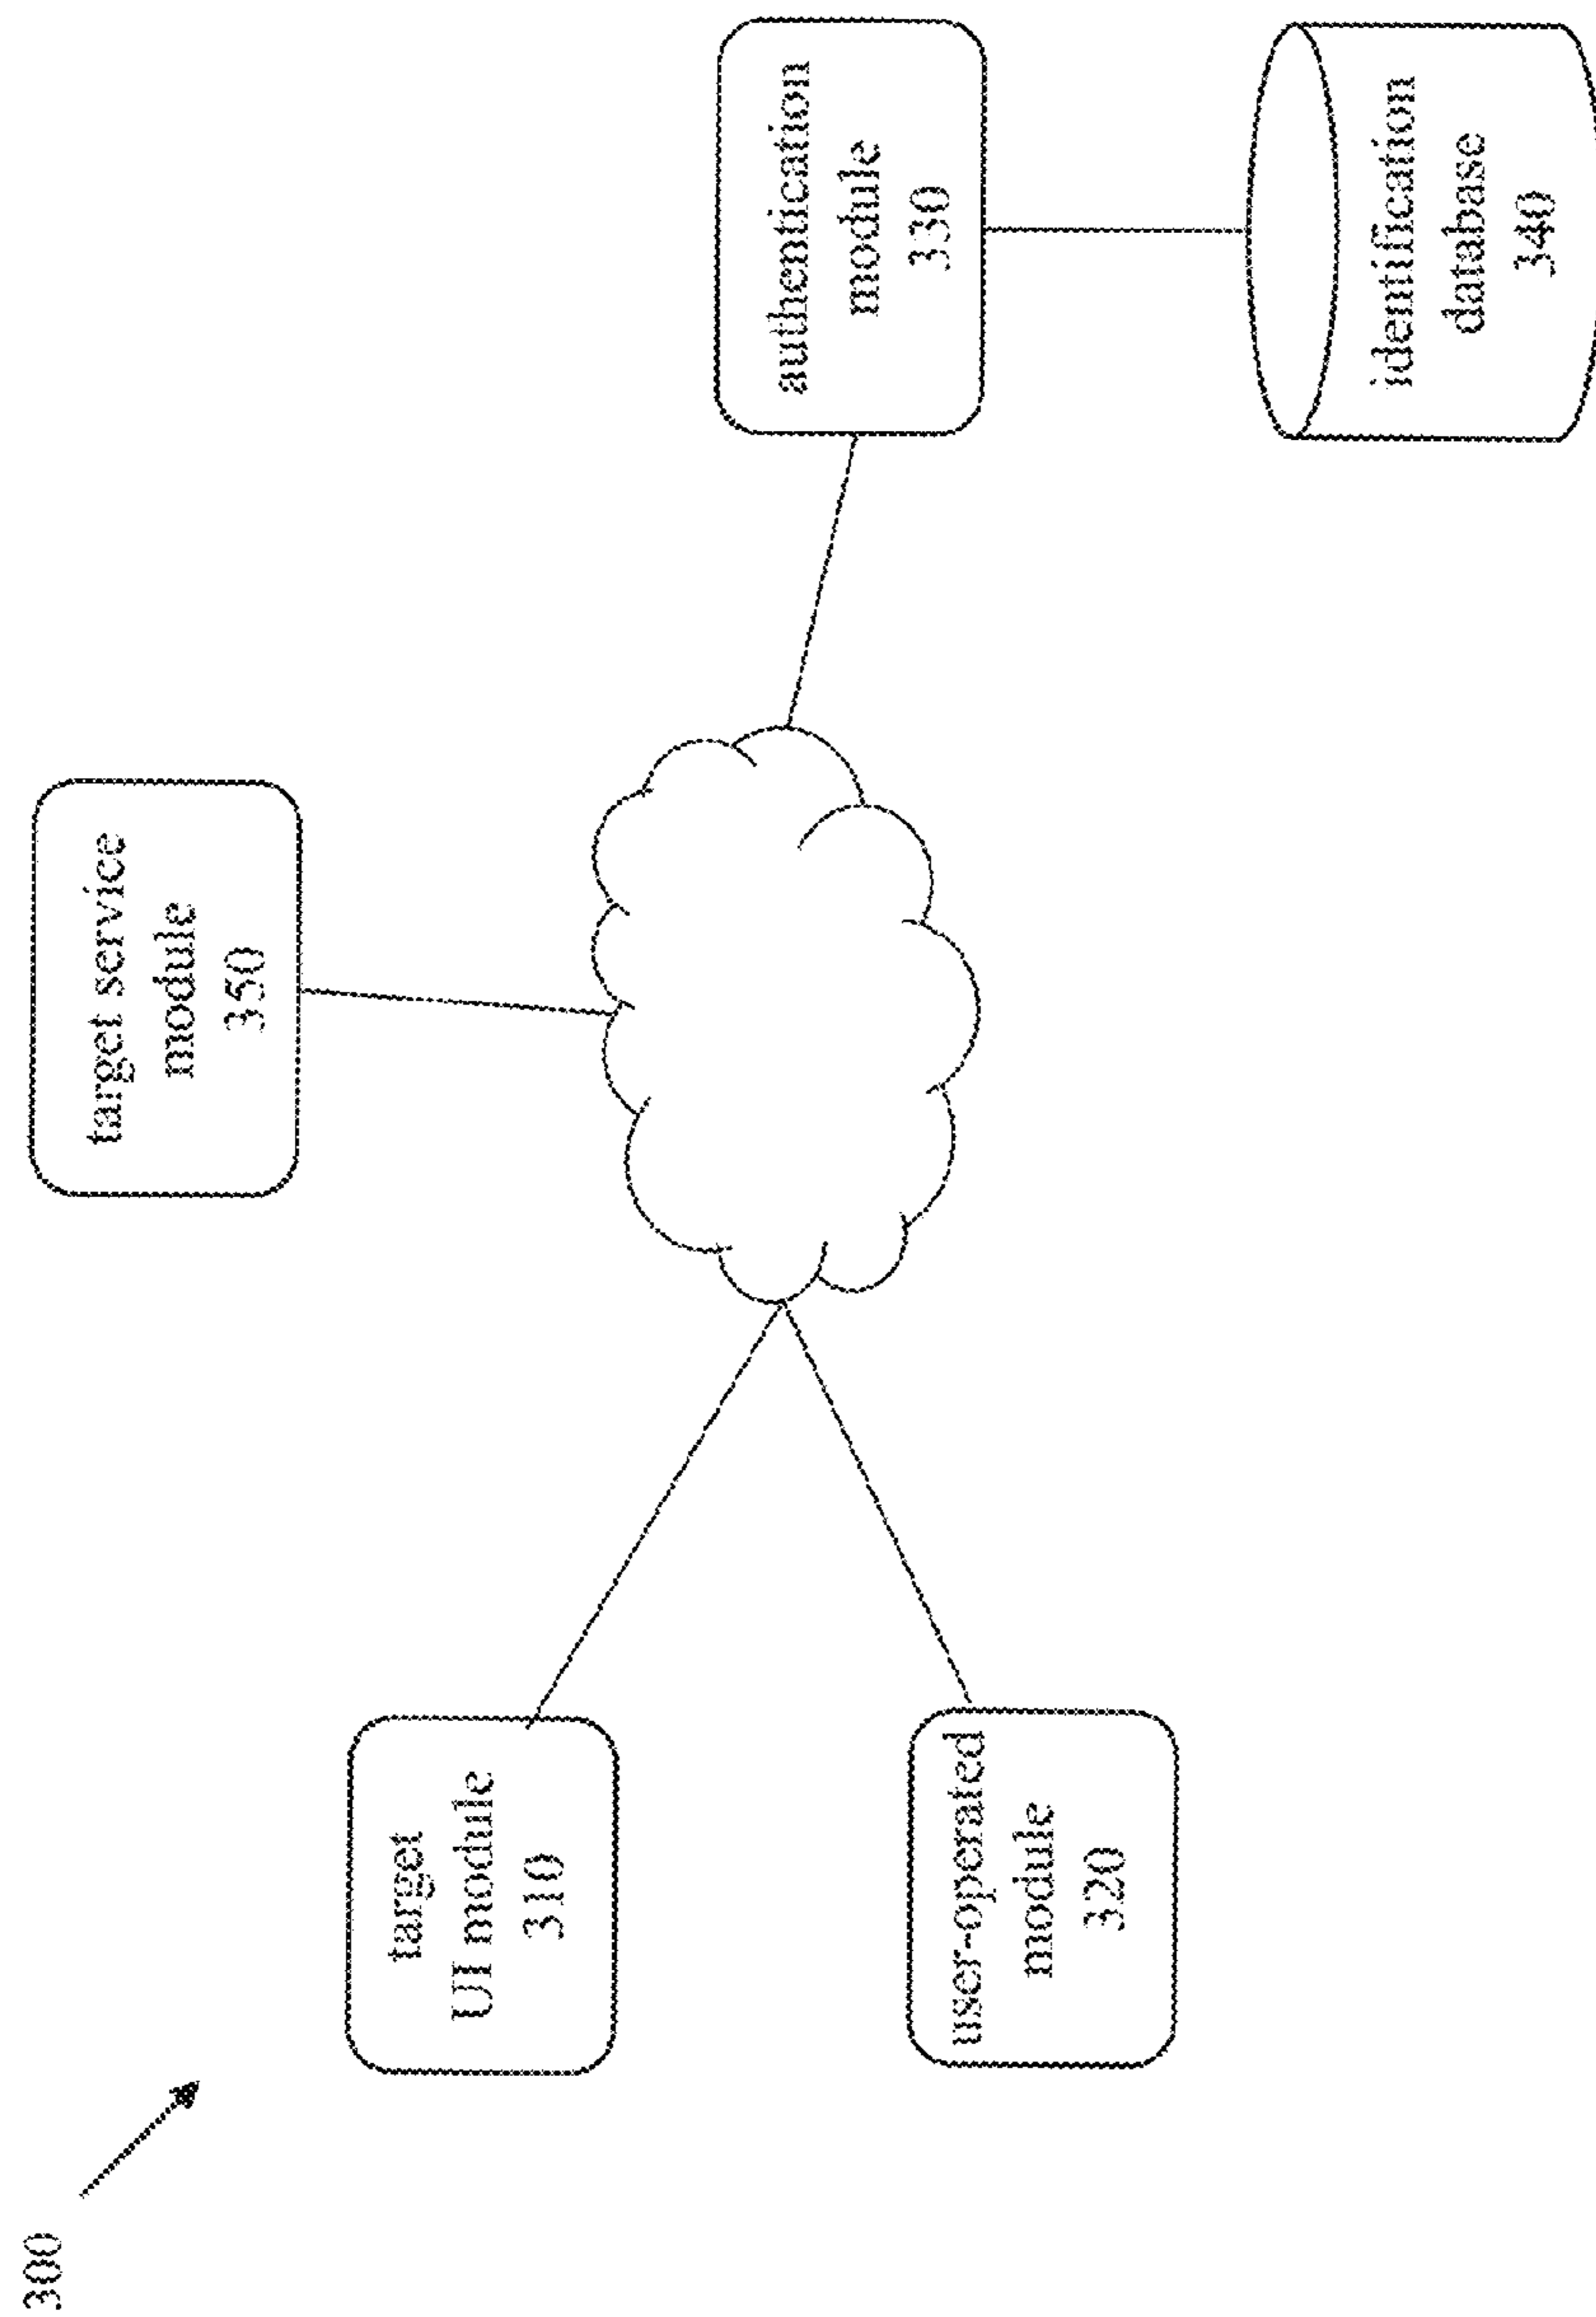 300
target service
module
350
target
UI module
310
authentication
module
330
user-operated
module
320
identification
database
340